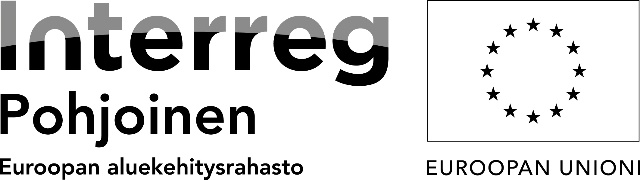 Interreg
Pohjoinen
Euroopan aluekehitysrahasto
EUROOPAN UNIONI